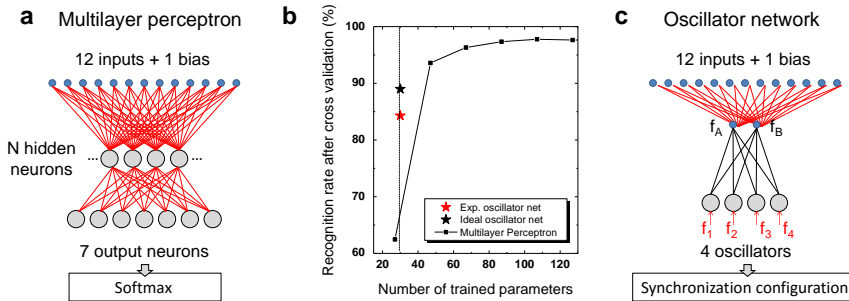 a Multilayer perceptron
12 inputs + 1 bias
N hidden
neurons
...
...
7 output neurons
Softmax
b
Recognition rate after cross validation (%)
100
90
80
70
60
20 40 60 80 100 120
Number of trained parameters
Exp. oscillator net
Ideal oscillator net
Multilayer Perceptron
c Oscillator network
12 inputs + 1 bias
f_A f_B
f_1 f_2 f_3 f_4
4 oscillators
Synchronization configuration